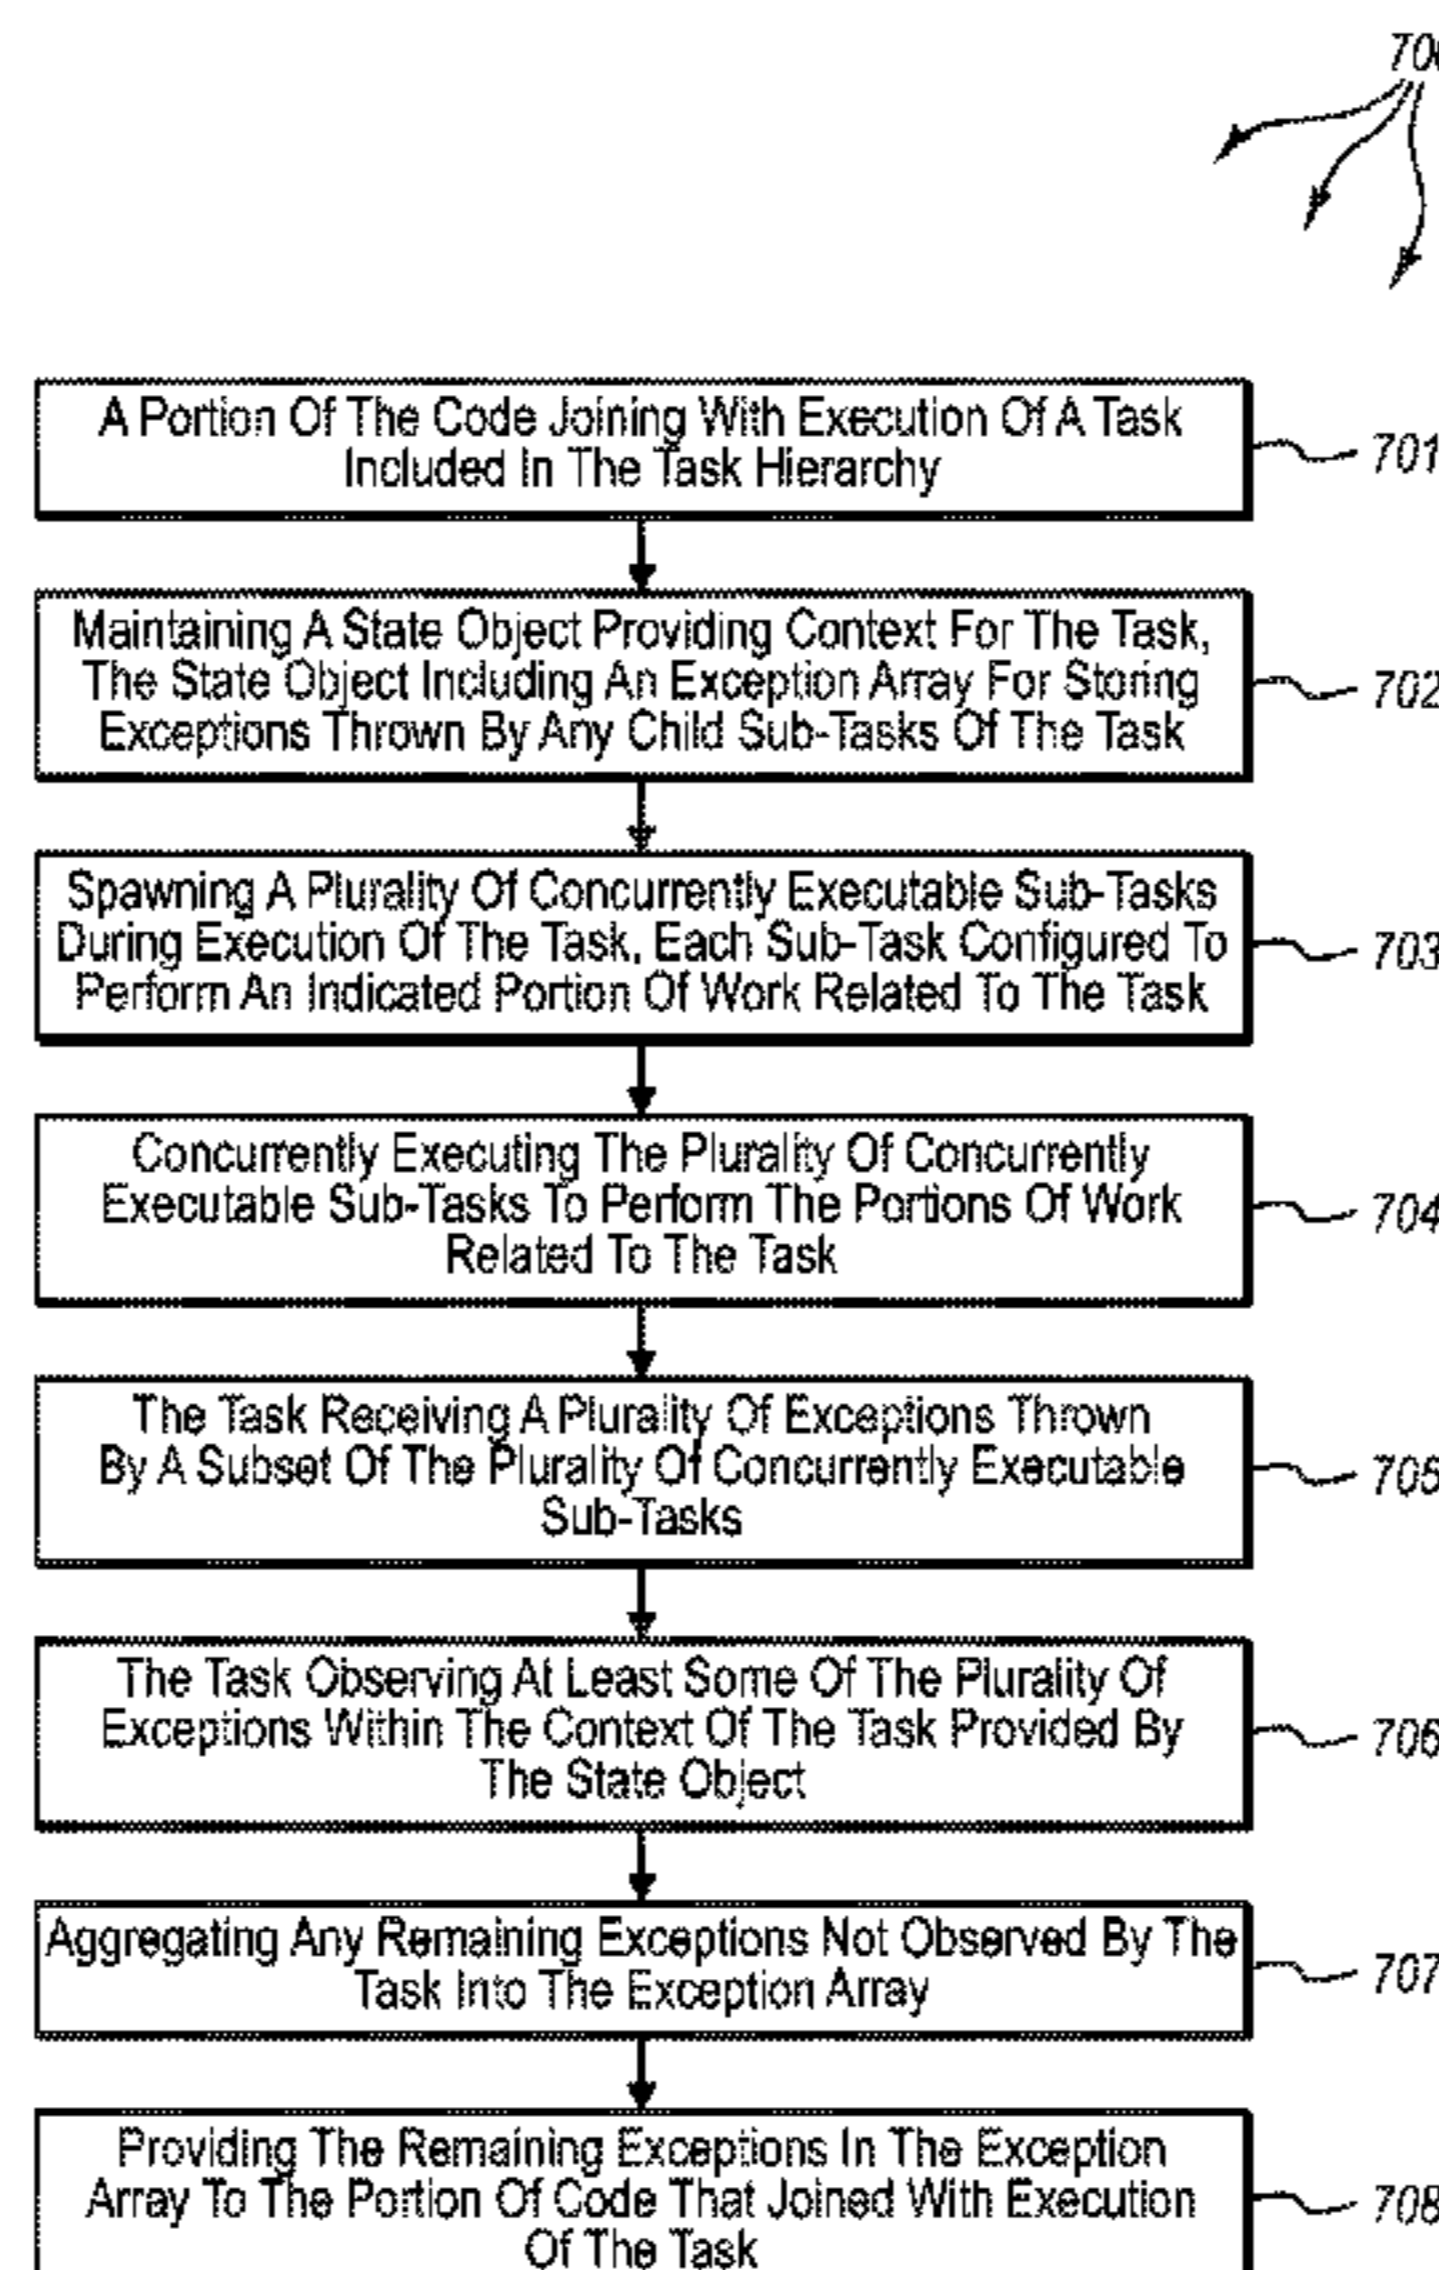 700
A Portion Of The Code Joining With Execution Of A Task
Included In The Task Hierarchy
701
Maintaining A State Object Providing Context For The Task,
The State Object Including An Exception Array For Storing
Exceptions Thrown By Any Child Sub-Tasks Of The Task
702
Spawning A Plurality Of Concurrently Executable Sub-Tasks
During Execution Of The Task, Each Sub-Task Configured To
Perform An Indicated Portion Of Work Related To The Task
703
Concurrently Executing The Plurality Of Concurrently
Executable Sub-Tasks To Perform The Portions Of Work
Related To The Task
704
The Task Receiving A Plurality Of Exceptions Thrown
By A Subset Of The Plurality Of Concurrently Executable
Sub-Tasks
705
The Task Observing At Least Some Of The Plurality Of
Exceptions Within The Context Of The Task Provided By
The State Object
706
Aggregating Any Remaining Exceptions Not Observed By The
Task Into The Exception Array
707
Providing The Remaining Exceptions In The Exception
Array To The Portion Of Code That Joined With Execution
Of The Task
708